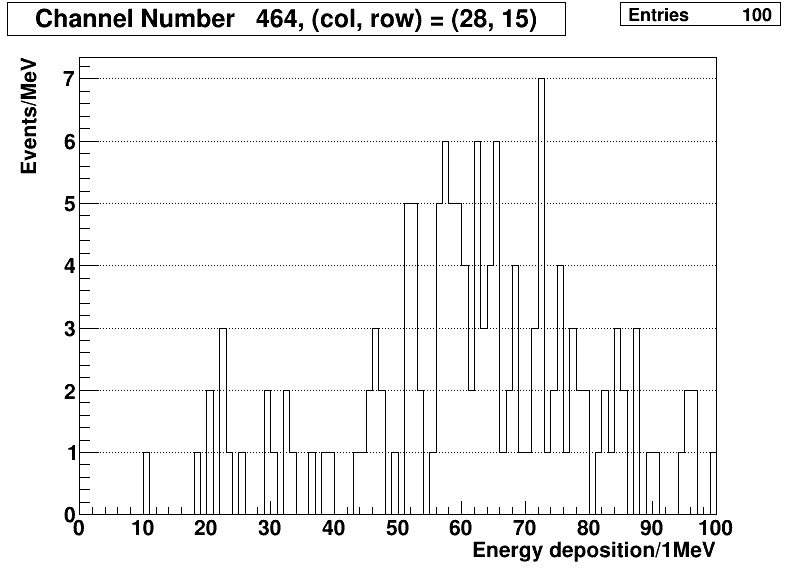 Channel Number 464, (col, row) = (28, 15)
Entries 100
Events/MeV
7
6
5
4
3
2
1
0
0 10 20 30 40 50 60 70 80 90 100
Energy deposition/1MeV